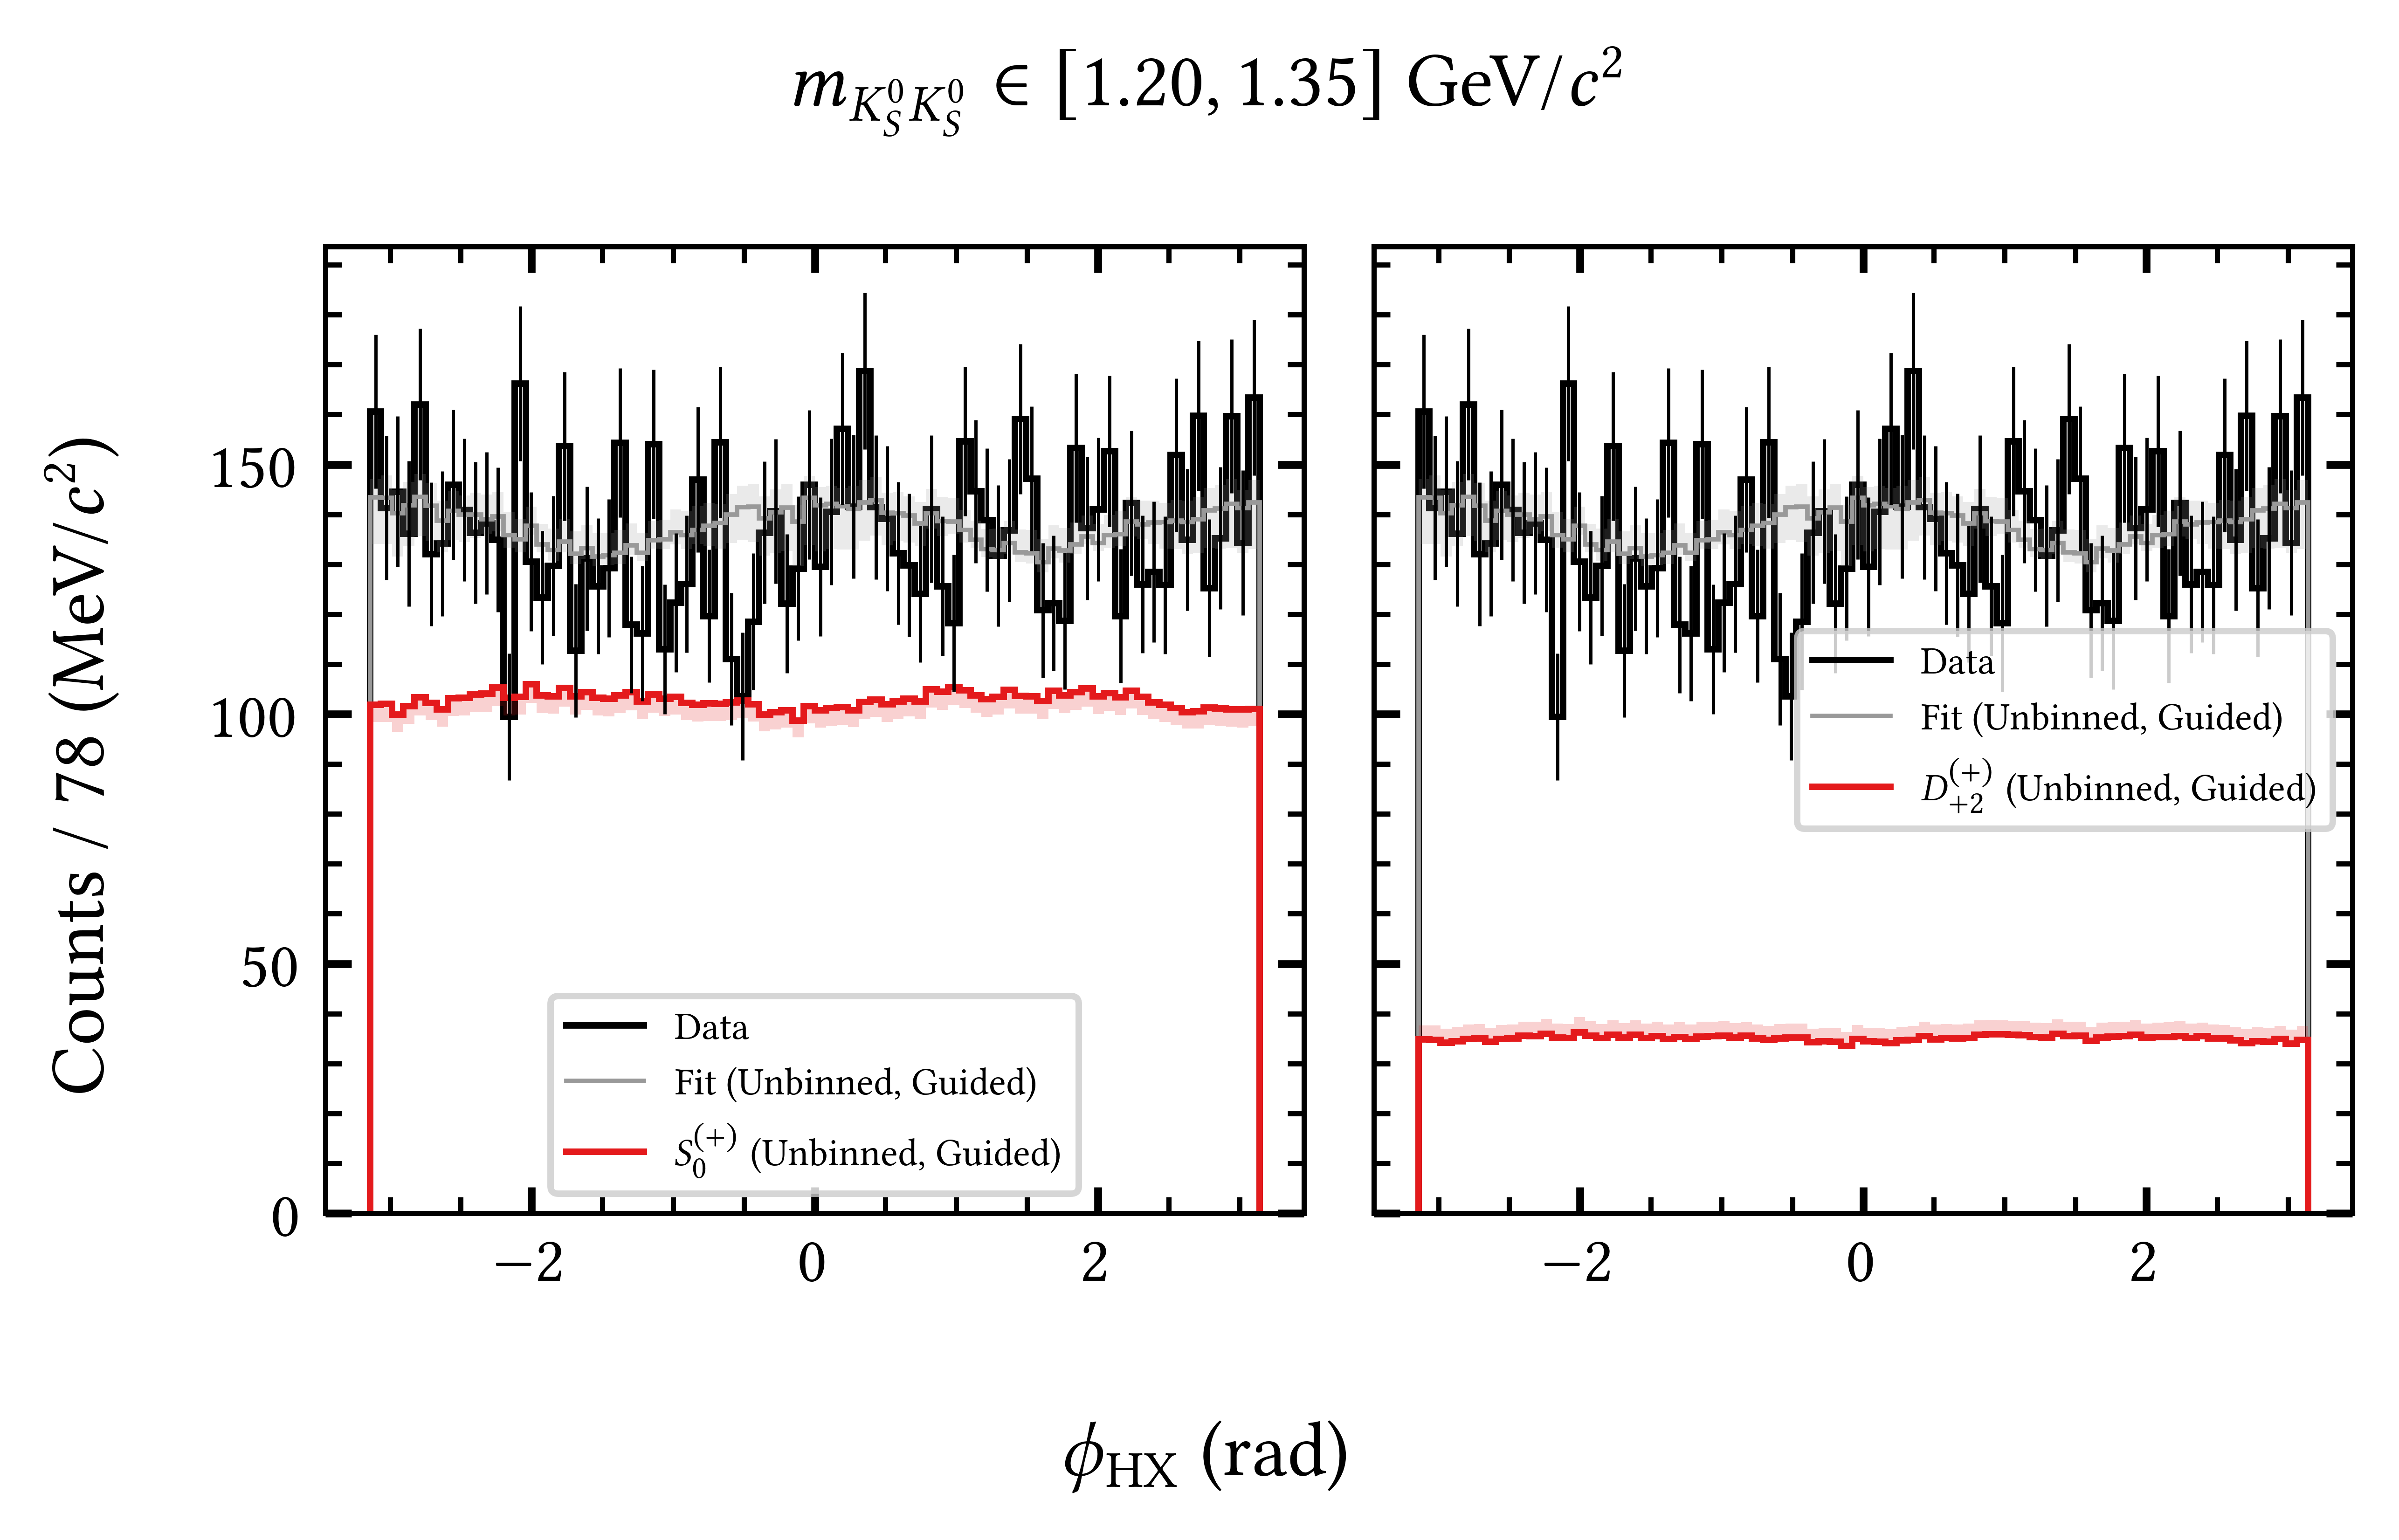 m_{K_S^0 K_S^0} ∈ [1.20, 1.35] GeV/c²
Counts / 78 (MeV/c²)
150
100
50
0
Data
Fit (Unbinned, Guided)
S_0^{(+)} (Unbinned, Guided)
−2
0
2
Data
Fit (Unbinned, Guided)
D_{+2}^{(+)} (Unbinned, Guided)
−2
0
2
ϕ_{HX} (rad)